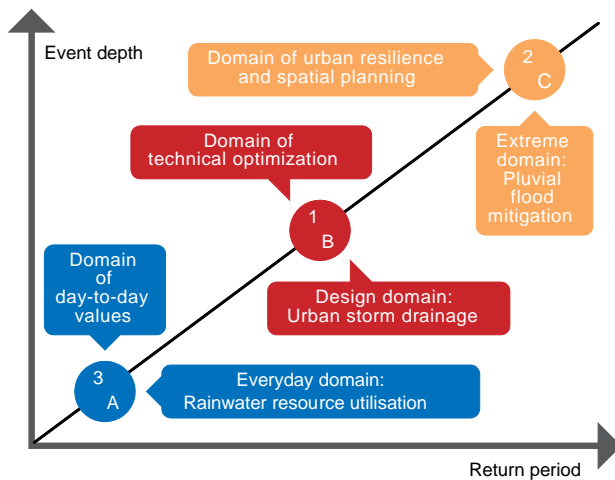 Event depth
Domain of urban resilience
and spatial planning
2
C
Domain of
technical optimization
Extreme
domain:
Pluvial
flood
mitigation
1
B
Domain
of
day-to-day
values
Design domain:
Urban storm drainage
3
A
Everyday domain:
Rainwater resource utilisation
Return period